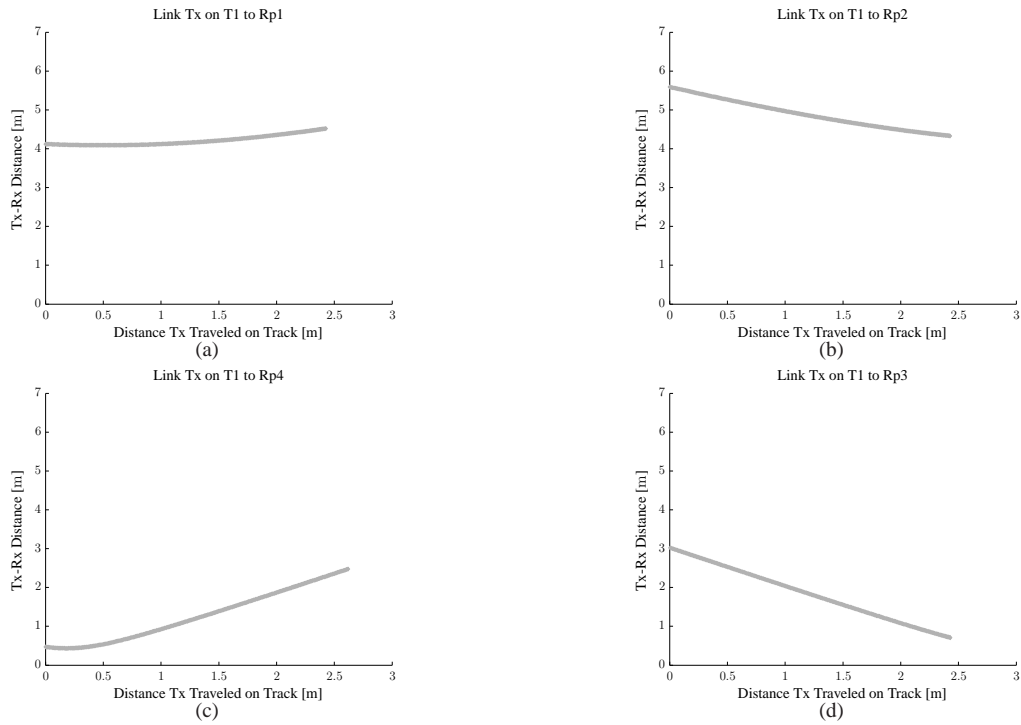 Link Tx on T1 to Rp1
7
6
5
4
3
2
1
0
Tx-Rx Distance [m]
0 0.5 1 1.5 2 2.5 3
Distance Tx Traveled on Track [m]
(a)
Link Tx on T1 to Rp2
7
6
5
4
3
2
1
0
Tx-Rx Distance [m]
0 0.5 1 1.5 2 2.5 3
Distance Tx Traveled on Track [m]
(b)
Link Tx on T1 to Rp4
7
6
5
4
3
2
1
0
Tx-Rx Distance [m]
0 0.5 1 1.5 2 2.5 3
Distance Tx Traveled on Track [m]
(c)
Link Tx on T1 to Rp3
7
6
5
4
3
2
1
0
Tx-Rx Distance [m]
0 0.5 1 1.5 2 2.5 3
Distance Tx Traveled on Track [m]
(d)